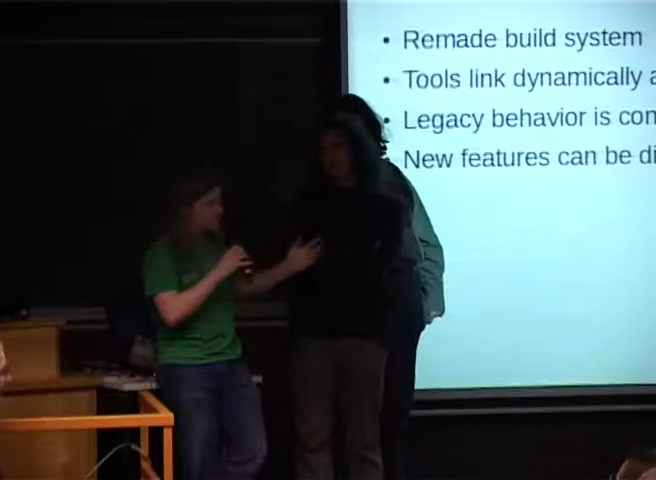 • Remade build system
• Tools link dynamically a
• Legacy behavior is con
New features can be di